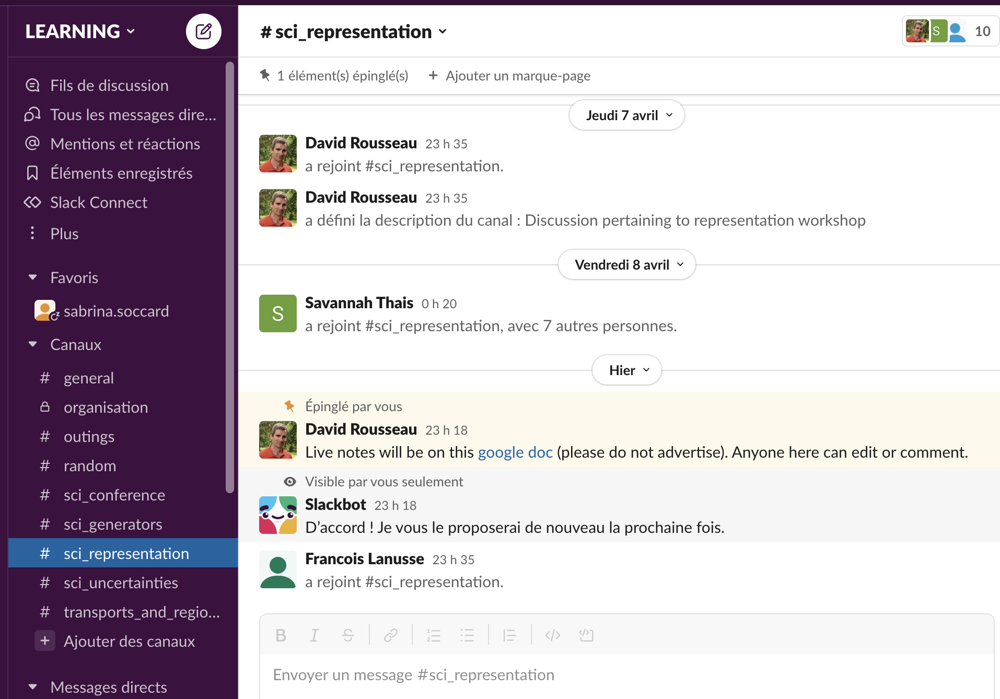 LEARNING
Fils de discussion
Tous les messages dire...
Mentions et réactions
Éléments enregistrés
Slack Connect
Plus
Favoris
sabrina.soccard
Canaux
# general
organisation
# outings
# random
# sci_conference
# sci_generators
# sci_representation
# sci_uncertainties
# transports_and_regio...
+ Ajouter des canaux
Messages directs
# sci_representation
S
10
1 élément(s) épinglé(s) + Ajouter un marque-page
Jeudi 7 avril
David Rousseau 23 h 35
a rejoint #sci_representation.
David Rousseau 23 h 35
a défini la description du canal : Discussion pertaining to representation workshop
Vendredi 8 avril
S
Savannah Thais 0 h 20
a rejoint #sci_representation, avec 7 autres personnes.
Hier
Épinglé par vous
David Rousseau 23 h 18
Live notes will be on this google doc (please do not advertise). Anyone here can edit or comment.
Visible par vous seulement
Slackbot 23 h 18
D’accord ! Je vous le proposerai de nouveau la prochaine fois.
Francois Lanusse 23 h 35
a rejoint #sci_representation.
B I S
Envoyer un message #sci_representation